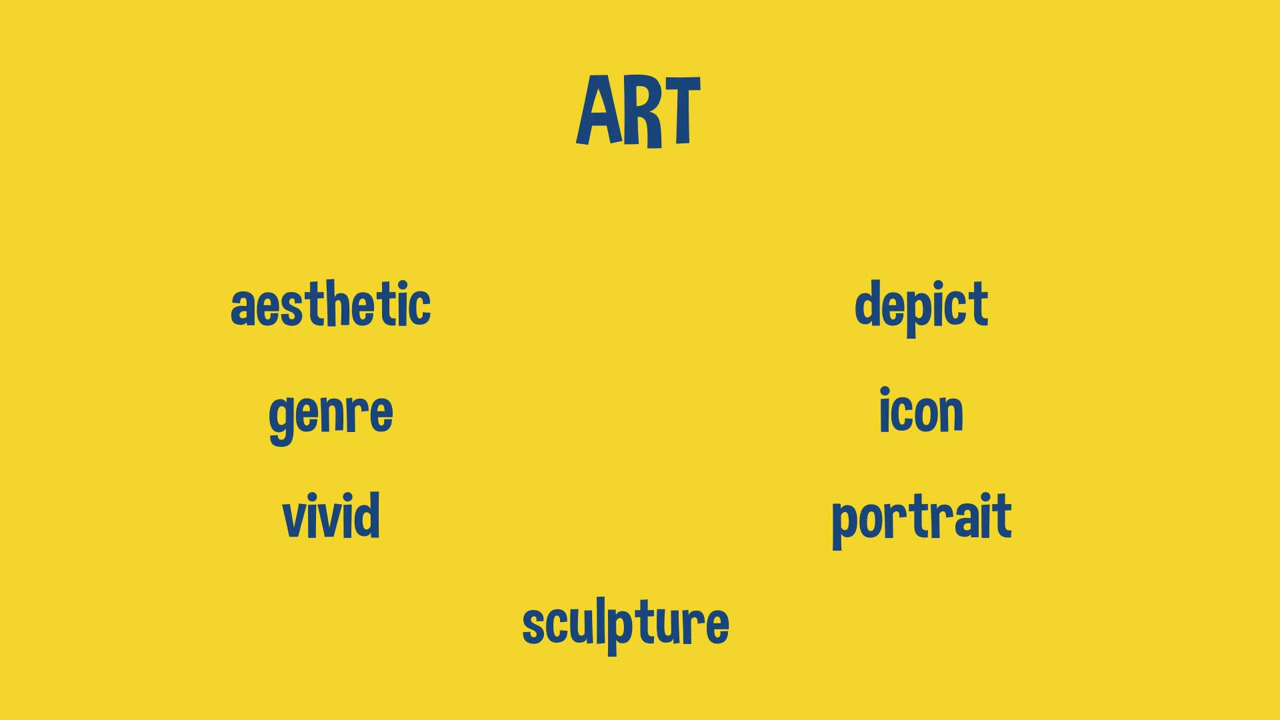 ART
aesthetic
depict
genre
icon
vivid
portrait
sculpture